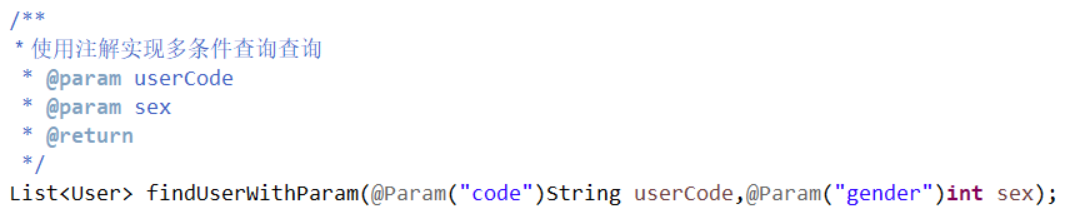 /**
* 使用注解实现多条件查询查询
* @param userCode
* @param sex
* @return
*/
List<User> findUserWithParam(@Param("code")String userCode,@Param("gender")int sex);